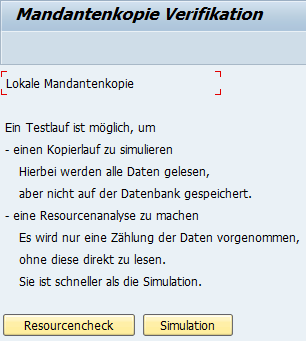 Mandantenkopie Verifikation
Lokale Mandantenkopie
Ein Testlauf ist möglich, um
- einen Kopierlauf zu simulieren
Hierbei werden alle Daten gelesen,
aber nicht auf der Datenbank gespeichert.
- eine Resourcenanalyse zu machen
Es wird nur eine Zählung der Daten vorgenommen,
ohne diese direkt zu lesen.
Sie ist schneller als die Simulation.
Resourcencheck
Simulation